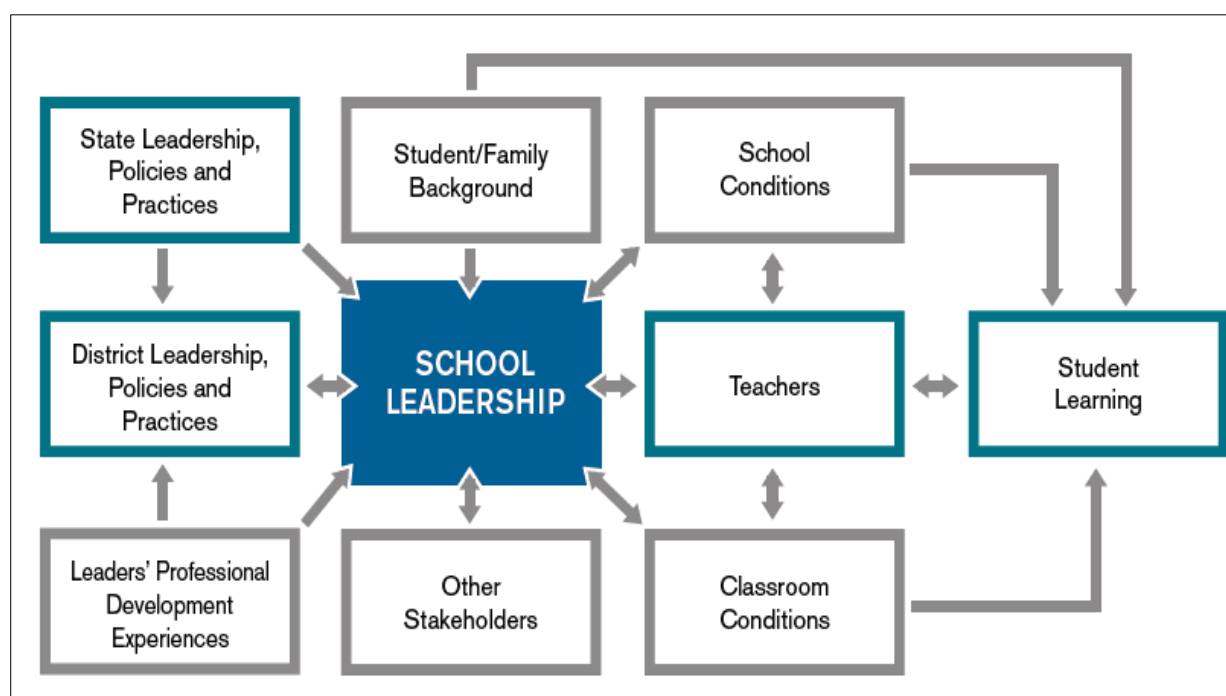 State Leadership,
Policies and
Practices
Student/Family
Background
School
Conditions
District Leadership,
Policies and
Practices
SCHOOL
LEADERSHIP
Teachers
Student
Learning
Leaders' Professional
Development
Experiences
Other
Stakeholders
Classroom
Conditions